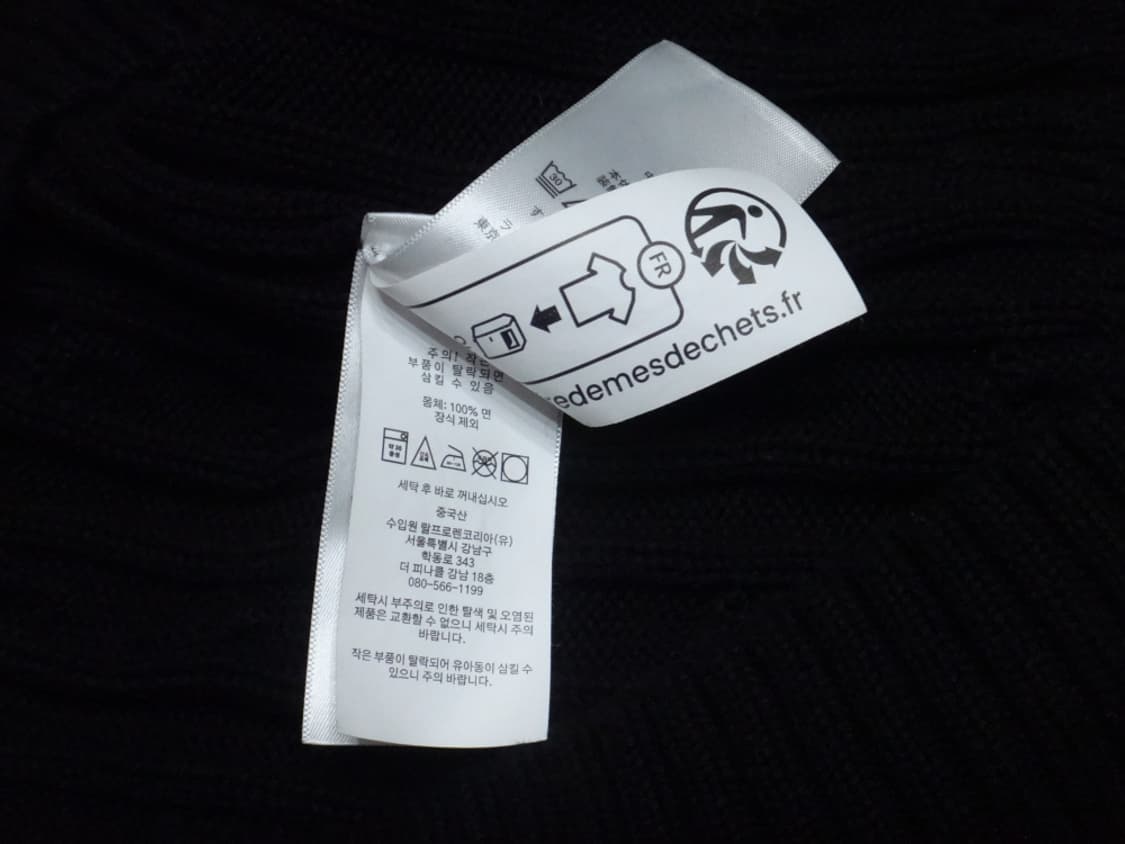 30
FR
edemesdechets.fr
주의! 작은
부품이 탈락되면
삼킬 수 있음
몸체: 100% 면
장식 제외
세탁 후 바로 꺼내십시오
중국산
수입원 랄프로렌코리아(유)
서울특별시 강남구
학동로 343
더 피나클 강남 18층
080-566-1199
세탁시 부주의로 인한 탈색 및 오염된
제품은 교환할 수 없으니 세탁시 주의
바랍니다.
작은 부품이 탈락되어 유아동이 삼킬 수
있으니 주의 바랍니다.